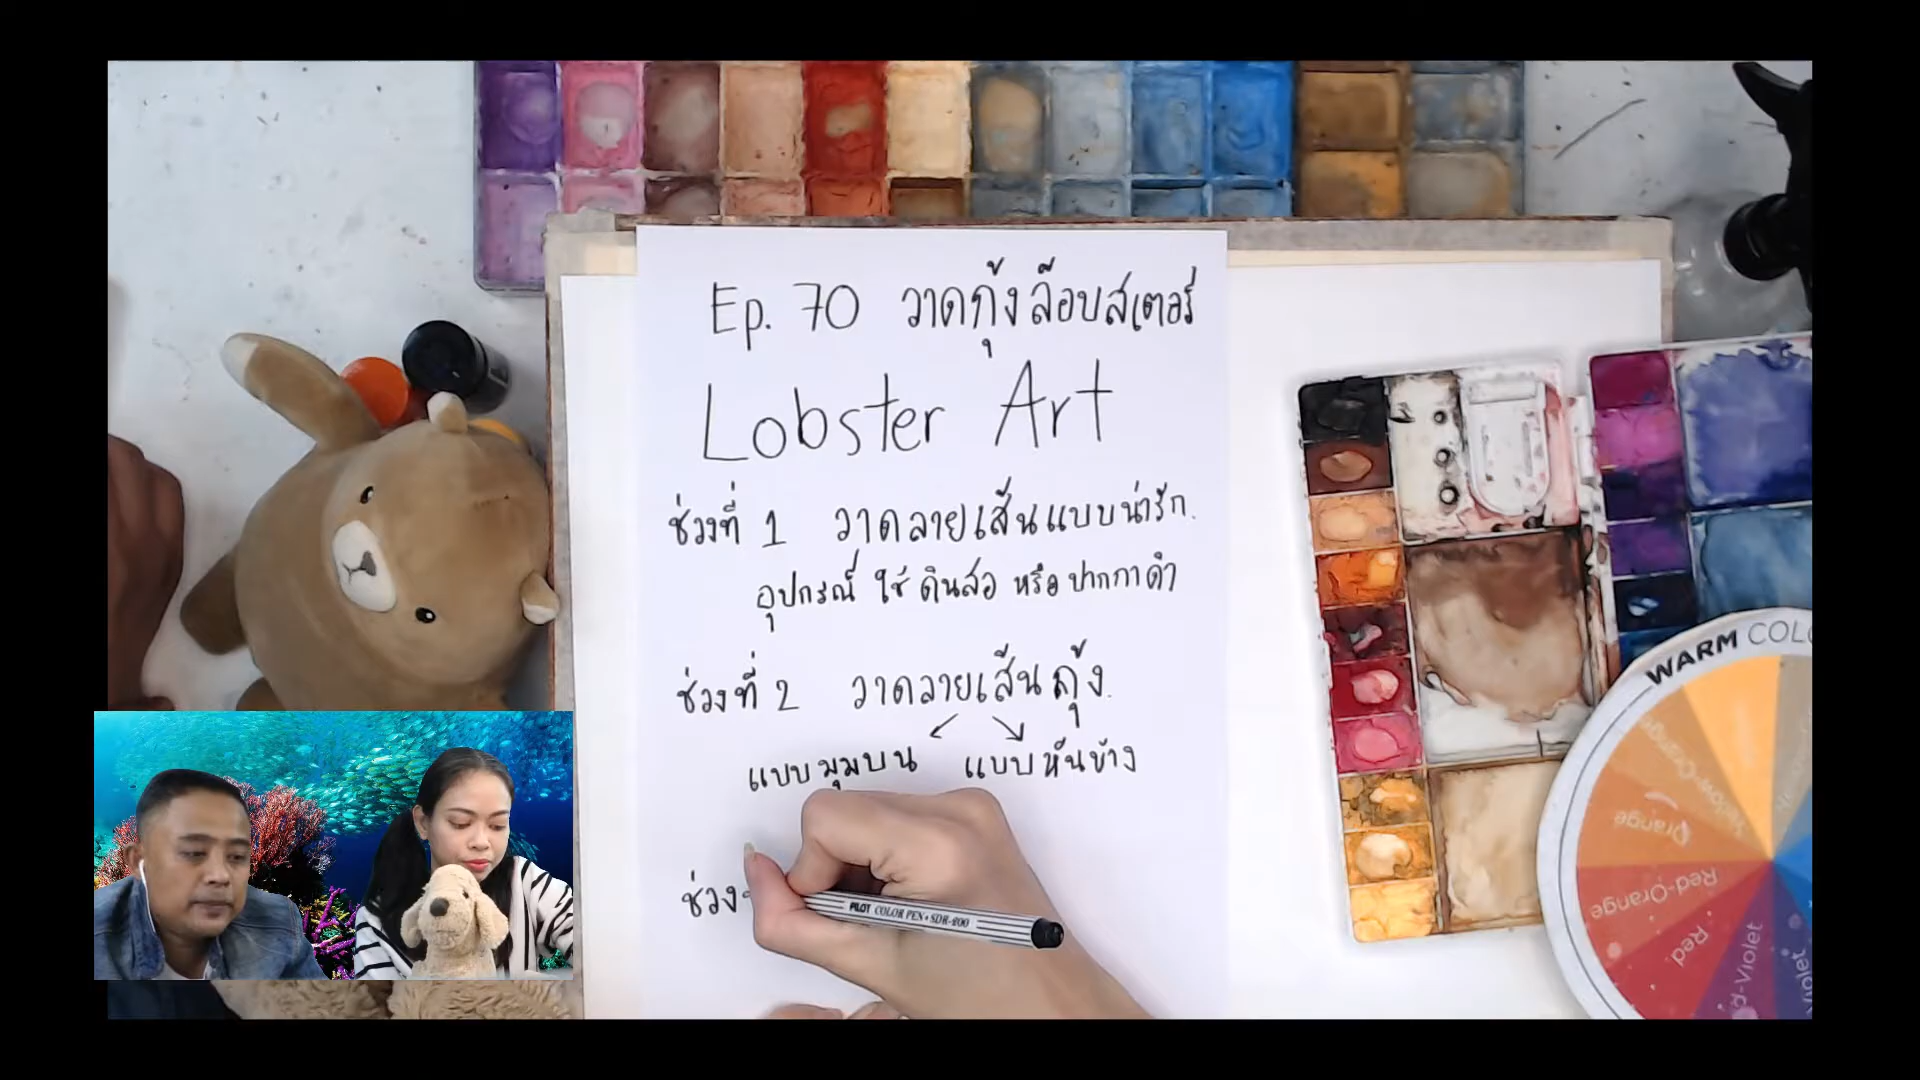 Ep. 70 วาดกุ้งล๊อบสเตอร์
Lobster Art
ช่วงที่ 1 วาดลายเส้นแบบน่ารัก.
อุปกรณ์ ใช้ ดินสอ หรือ ปากกาดำ
ช่วงที่ 2 วาดลายเส้นกุ้ง.
แบบมุมบน แบบหันข้าง
ช่วง
PILOT COLOR PEN • SDR-200
WARM COLO
Orange
Red-Orange
Red
d-Violet